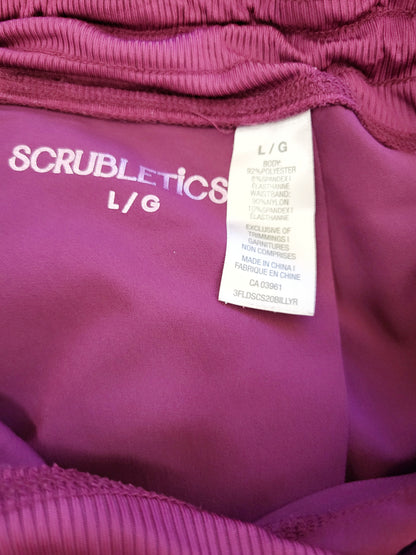 SCRUBLETiCS
L/G
L / G
BODY:
92%POLYESTER
8%SPANDEX I
ELASTHANNE
WAISTBAND:
90%NYLON
10%SPANDEX I
ELASTHANNE
EXCLUSIVE OF
TRIMMINGS I
GARNITURES
NON COMPRISES
MADE IN CHINA I
FABRIQUE EN CHINE
CA 03961
3FLDSCS20BILLYR